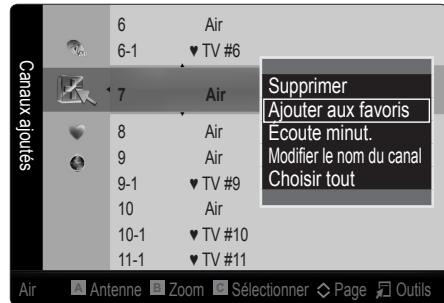 Canaux ajoutés
6 Air
6-1 ♥ TV #6
7 Air
8 Air
9 Air
9-1 ♥ TV #9
10 Air
10-1 ♥ TV #10
11-1 ♥ TV #11
Supprimer
Ajouter aux favoris
Écoute minut.
Modifier le nom du canal
Choisir tout
Air A Antenne B Zoom C Sélectionner Page Outils